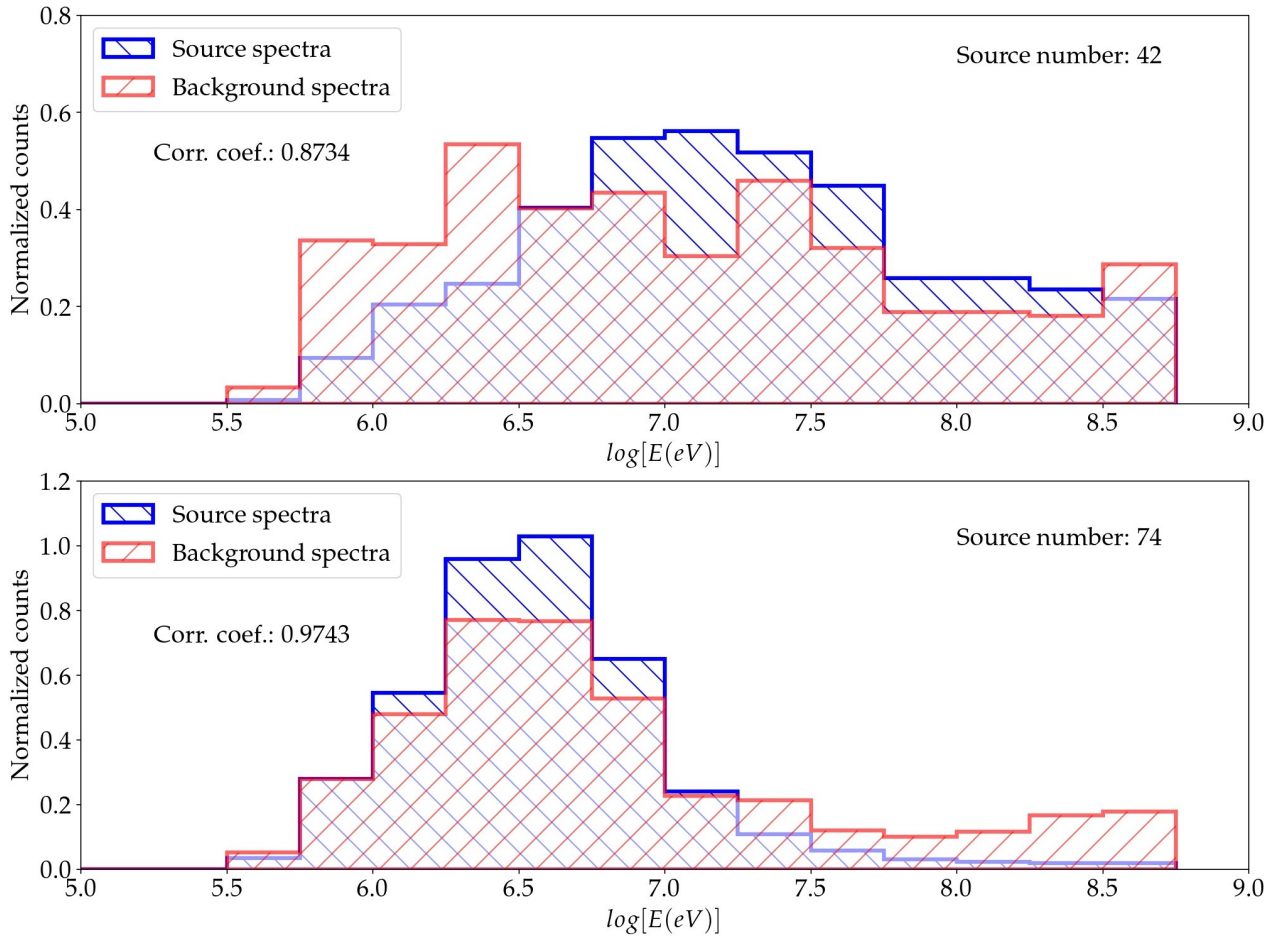 0.8
Source spectra
Background spectra
Source number: 42
0.6
Corr. coef.: 0.8734
Normalized counts
0.4
0.2
0.0
5.0 5.5 6.0 6.5 7.0 7.5 8.0 8.5 9.0
log[E(eV)]
1.2
Source spectra
Background spectra
Source number: 74
1.0
0.8
Corr. coef.: 0.9743
Normalized counts
0.6
0.4
0.2
0.0
5.0 5.5 6.0 6.5 7.0 7.5 8.0 8.5 9.0
log[E(eV)]